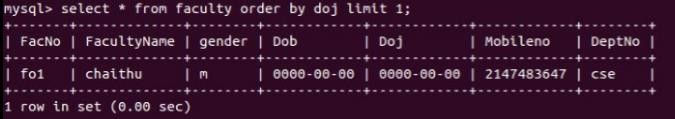 mysql> select * from faculty order by doj limit 1;
+-------+-------------+--------+------------+------------+------------+--------+
| FacNo | FacultyName | gender | Dob        | Doj        | Mobileno   | DeptNo |
+-------+-------------+--------+------------+------------+------------+--------+
| fo1   | chaithu     | m      | 0000-00-00 | 0000-00-00 | 2147483647 | cse    |
+-------+-------------+--------+------------+------------+------------+--------+
1 row in set (0.00 sec)